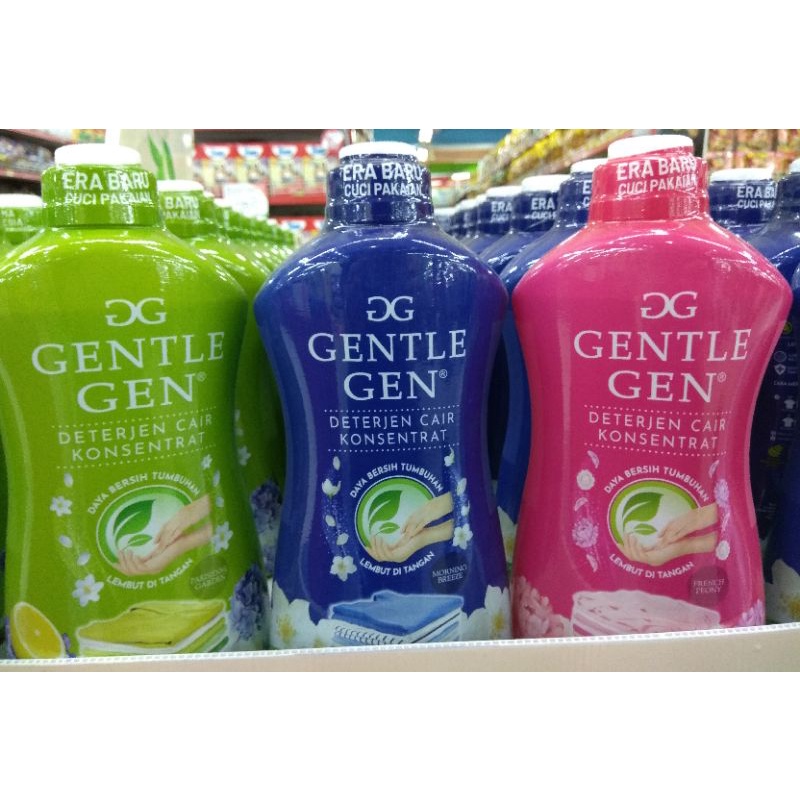 ERA BARU
CUCI PAKAIAN
GG
GENTLE
GEN®
DETERJEN CAIR
KONSENTRAT
DAYA BERSIH TUMBUHAN
LEMBUT DI TANGAN
PARISIENNE
GARDEN
ERA BARU
CUCI PAKAIAN
GG
GENTLE
GEN®
DETERJEN CAIR
KONSENTRAT
DAYA BERSIH TUMBUHAN
LEMBUT DI TANGAN
MORNING
BREEZE
ERA BARU
CUCI PAKAIAN
GG
GENTLE
GEN®
DETERJEN CAIR
KONSENTRAT
DAYA BERSIH TUMBUHAN
LEMBUT DI TANGAN
FRENCH
PEONY